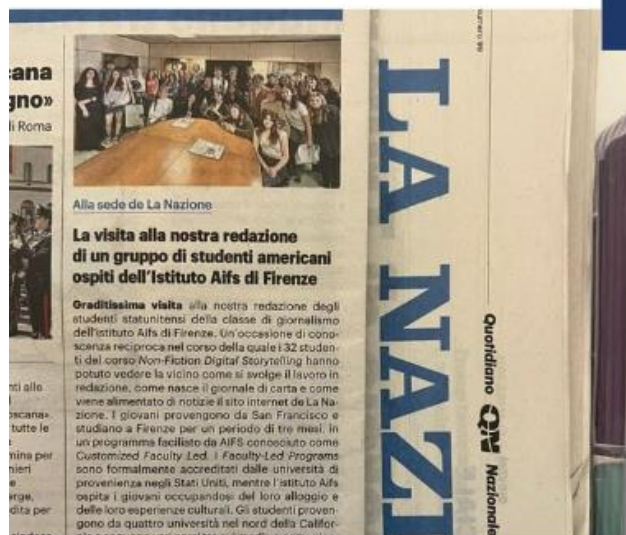 cana
gno»
li Roma
Alla sede de La Nazione
La visita alla nostra redazione
di un gruppo di studenti americani
ospiti dell'Istituto Aifs di Firenze
Graditissima visita alla nostra redazione degli
studenti statunitensi della classe di giornalismo
dell'istituto Aifs di Firenze. Un'occasione di cono-
scenza reciproca nel corso della quale i 32 studen-
ti del corso Non-Fiction Digital Storytelling hanno
potuto vedere la vicino come si svolge il lavoro in
redazione, come nasce il giornale di carta e come
viene alimentato di notizie il sito internet de La Na-
zione. I giovani provengono da San Francisco e
studiano a Firenze per un periodo di tre mesi, in
un programma faciliato da AIFS conosciuto come
Customized Faculty Led. I Faculty-Led Programs
sono formalmente accreditati dalle università di
provenienza negli Stati Uniti, mentre l'istituto Aifs
ospita i giovani occupandosi del loro alloggio e
delle loro esperienze culturali. Gli studenti proven-
gono da quattro università nel nord della Califor-
nti allo
oscana».
tutte le
mina per
nieri
e
erge,
dita per
LA NAZI
Quotidiano
Nazionale